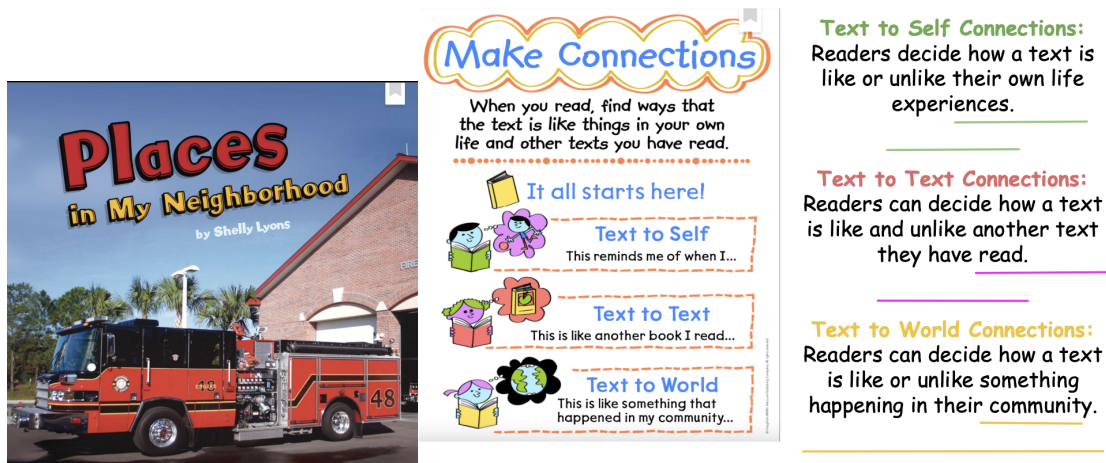 Places
in My Neighborhood
by Shelly Lyons
FIRE
48
48
Make Connections
When you read, find ways that
the text is like things in your own
life and other texts you have read.
It all starts here!
Text to Self
This reminds me of when I...
Text to Text
This is like another book I read...
Text to World
This is like something that
happened in my community...
Text to Self Connections:
Readers decide how a text is
like or unlike their own life
experiences.
Text to Text Connections:
Readers can decide how a text
is like and unlike another text
they have read.
Text to World Connections:
Readers can decide how a text
is like or unlike something
happening in their community.